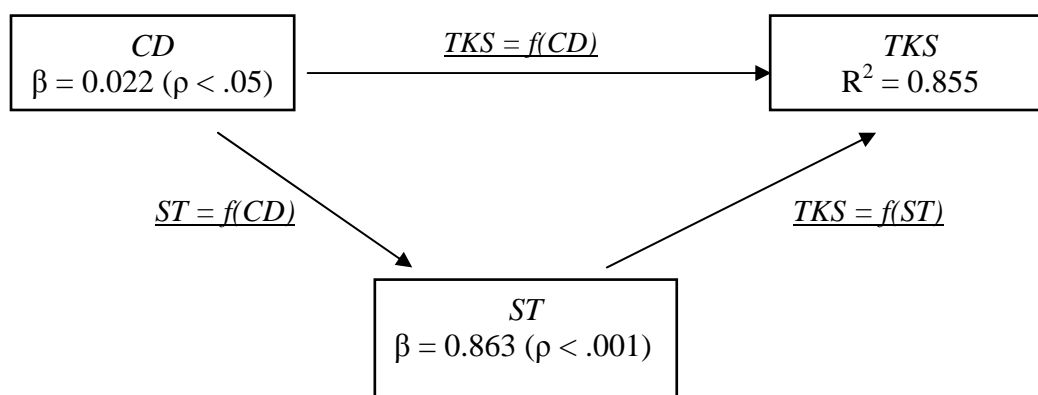 CD
β = 0.022 (ρ < .05)
TKS = f(CD)
TKS
R² = 0.855
ST = f(CD)
TKS = f(ST)
ST
β = 0.863 (ρ < .001)